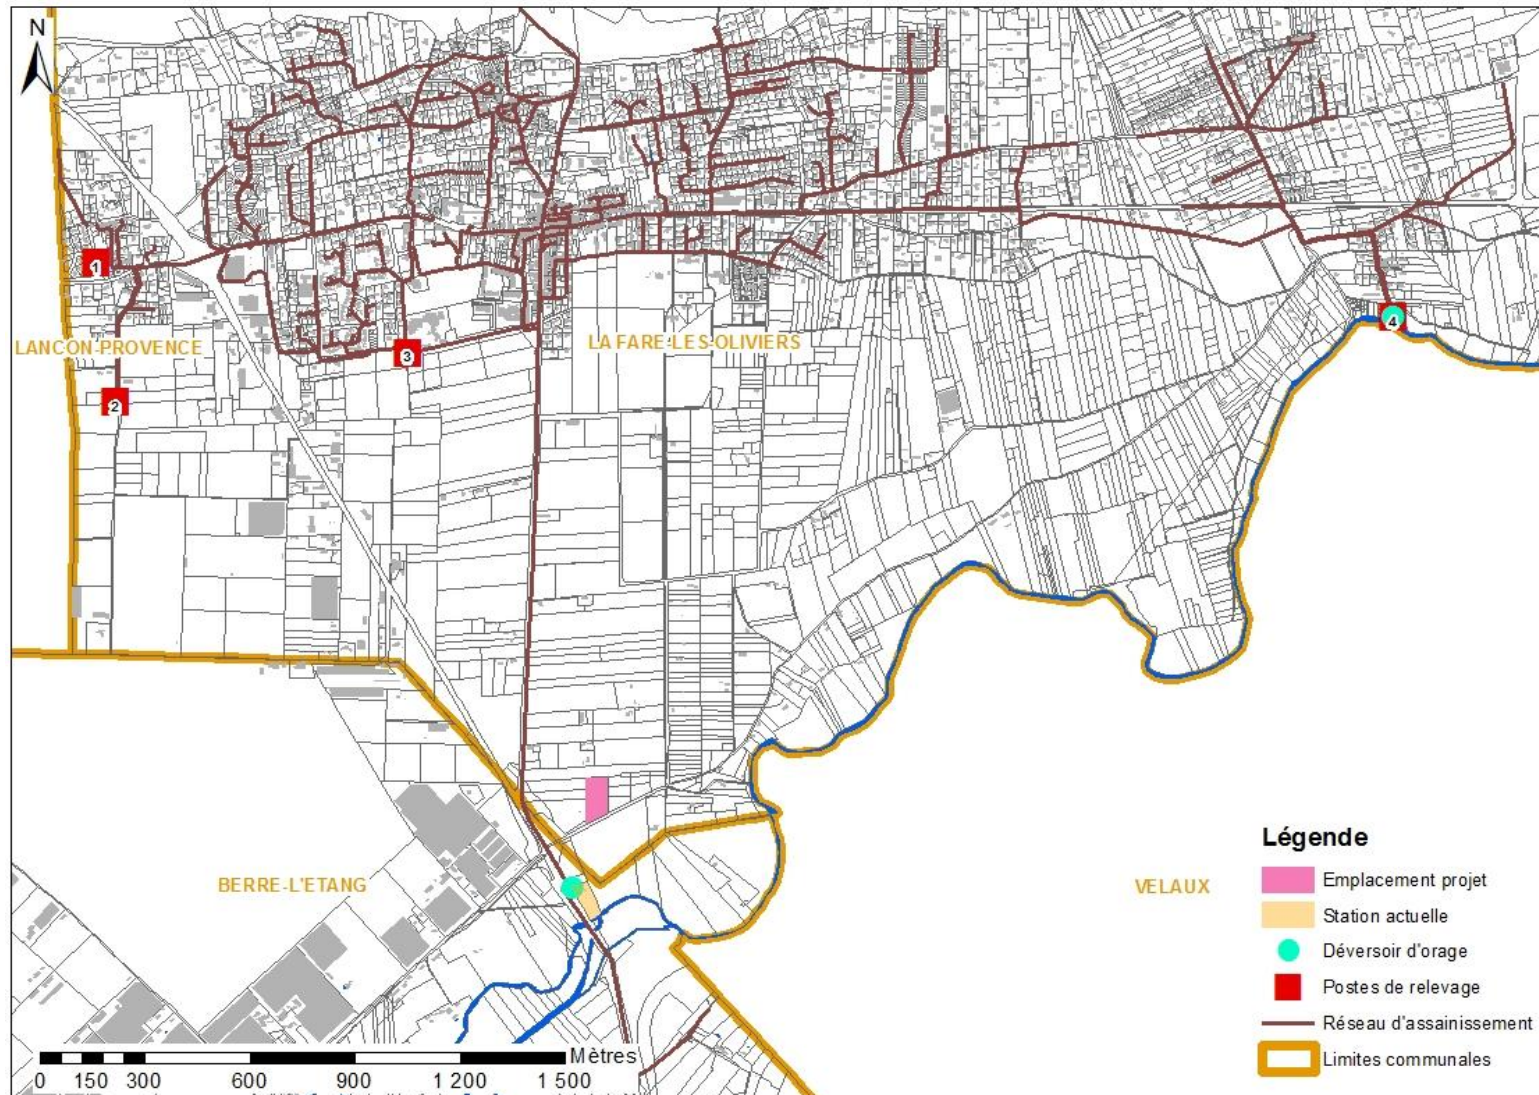 N
1
2
3
4
LANCON-PROVENCE
LA FARE-LES-OLIVIERS
BERRE-L'ETANG
VELAUX
Légende
Emplacement projet
Station actuelle
Déversoir d'orage
Postes de relevage
Réseau d'assainissement
Limites communales
Mètres
0 150 300 600 900 1 200 1 500